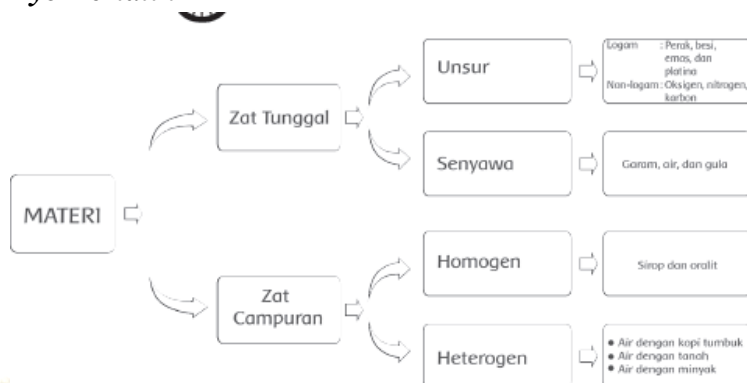 Unsur
Logam : Perak, besi,
emas, dan
platina
Non-logam : Oksigen, nitrogen,
karbon
Zat Tunggal
Senyawa
Garam, air, dan gula
MATERI
Homogen
Sirop dan oralit
Zat
Campuran
Heterogen
• Air dengan kopi tumbuk
• Air dengan tanah
• Air dengan minyak